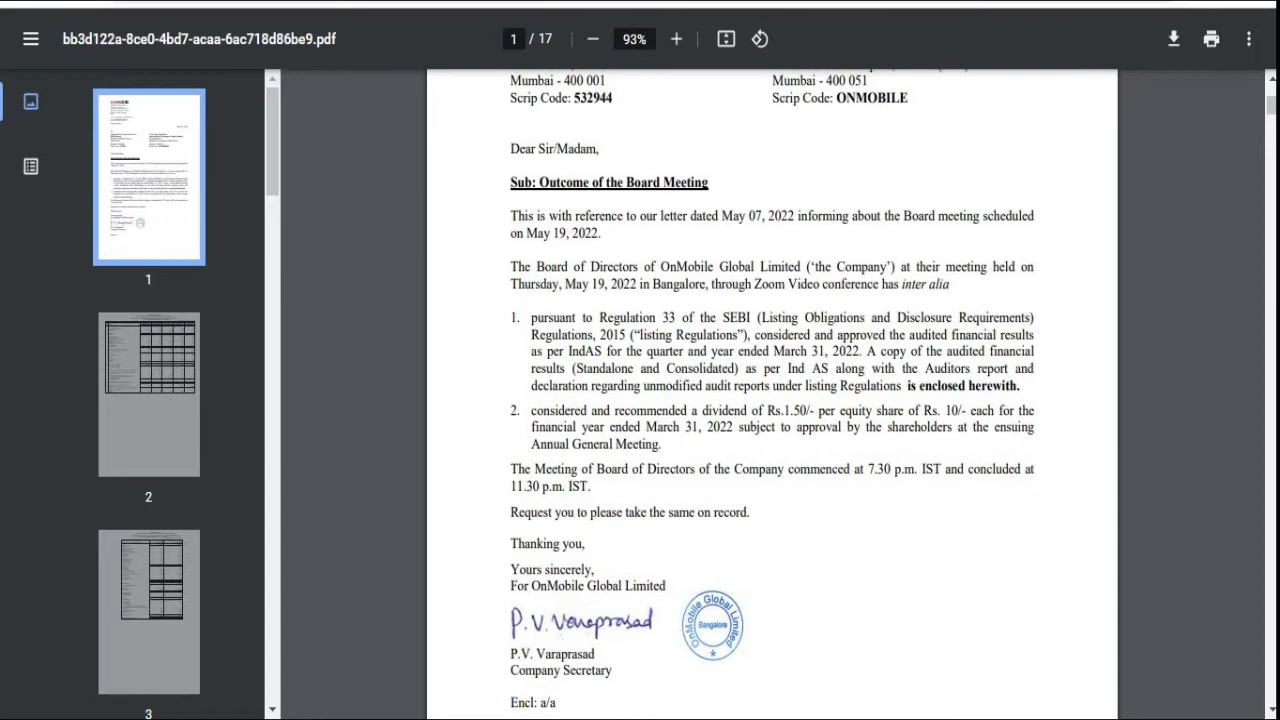 bb3d122a-8ce0-4bd7-acaa-6ac718d86be9.pdf
1 / 17
93%
1
2
3
Mumbai - 400 001
Mumbai - 400 051
Scrip Code: 532944
Scrip Code: ONMOBILE
Dear Sir/Madam,
Sub: Outcome of the Board Meeting
This is with reference to our letter dated May 07, 2022 informing about the Board meeting scheduled
on May 19, 2022.
The Board of Directors of OnMobile Global Limited (‘the Company’) at their meeting held on
Thursday, May 19, 2022 in Bangalore, through Zoom Video conference has inter alia
1. pursuant to Regulation 33 of the SEBI (Listing Obligations and Disclosure Requirements)
Regulations, 2015 (“listing Regulations”), considered and approved the audited financial results
as per IndAS for the quarter and year ended March 31, 2022. A copy of the audited financial
results (Standalone and Consolidated) as per Ind AS along with the Auditors report and
declaration regarding unmodified audit reports under listing Regulations is enclosed herewith.
2. considered and recommended a dividend of Rs.1.50/- per equity share of Rs. 10/- each for the
financial year ended March 31, 2022 subject to approval by the shareholders at the ensuing
Annual General Meeting.
The Meeting of Board of Directors of the Company commenced at 7.30 p.m. IST and concluded at
11.30 p.m. IST.
Request you to please take the same on record.
Thanking you,
Yours sincerely,
For OnMobile Global Limited
P.V. Varaprasad
OnMobile Global Limited
Bangalore
P.V. Varaprasad
Company Secretary
Encl: a/a